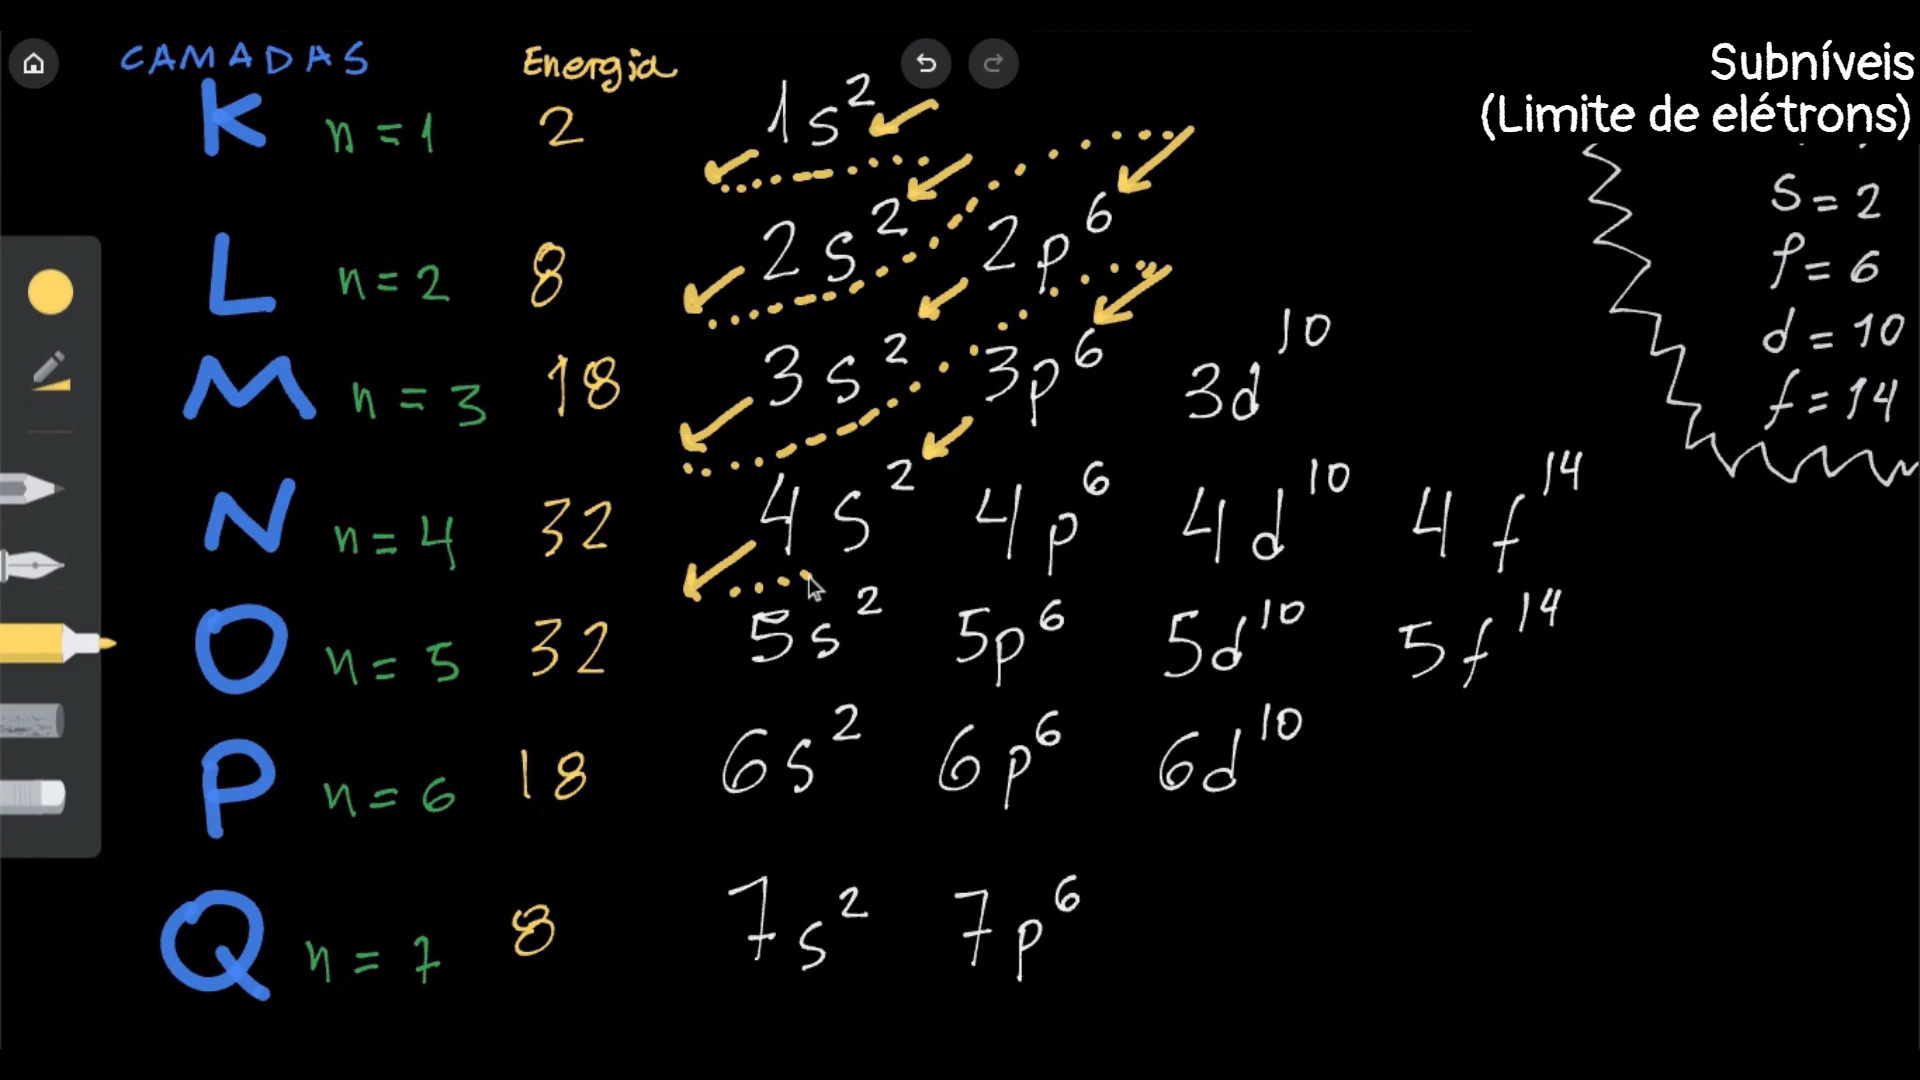 CAMADAS Energia Subníveis
(Limite de elétrons)
K n = 1 2 1s²
s = 2
L n = 2 8 2s² 2p⁶
p = 6
M n = 3 18 3s² 3p⁶ 3d¹⁰
d = 10
f = 14
N n = 4 32 4s² 4p⁶ 4d¹⁰ 4f¹⁴
O n = 5 32 5s² 5p⁶ 5d¹⁰ 5f¹⁴
P n = 6 18 6s² 6p⁶ 6d¹⁰
Q n = 7 8 7s² 7p⁶